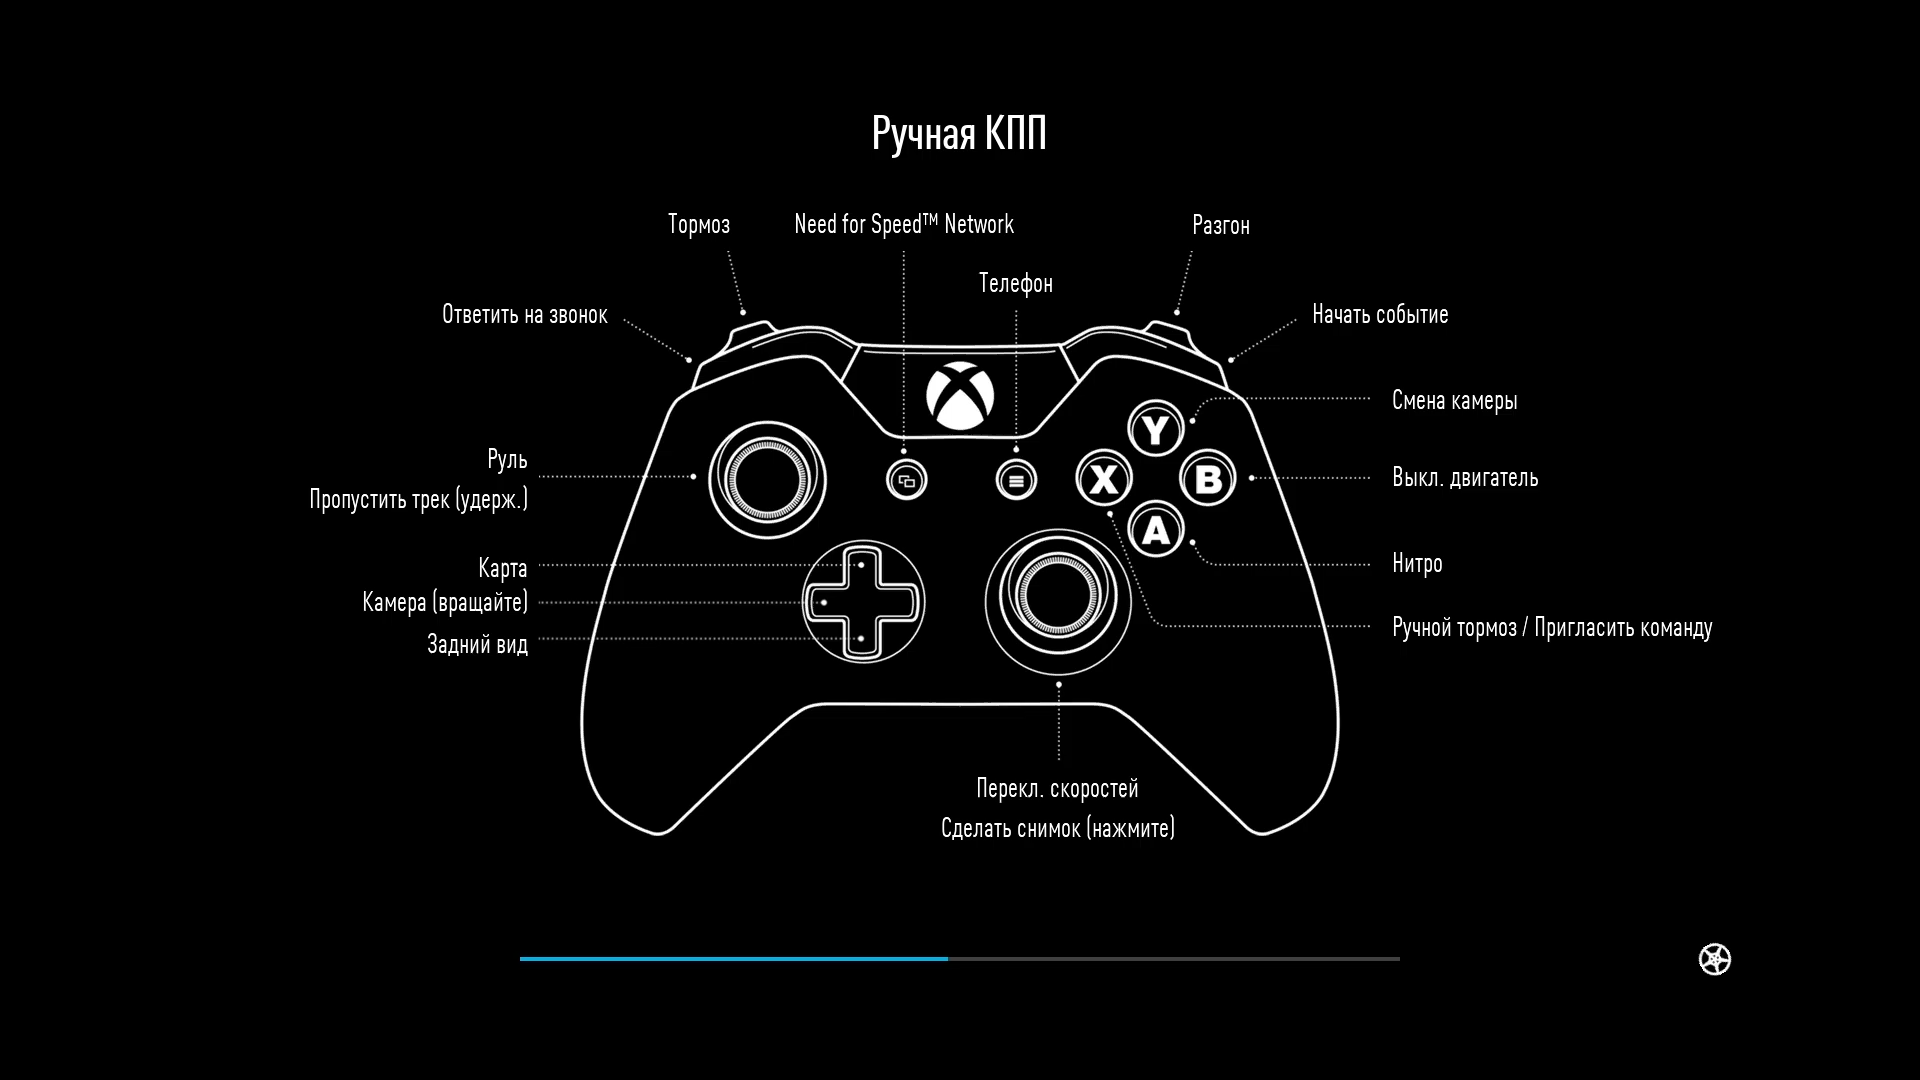 Ручная КПП
Тормоз
Need for Speed™ Network
Разгон
Телефон
Ответить на звонок
Начать событие
Смена камеры
Y
Руль
X
B
Выкл. двигатель
Пропустить трек (удерж.)
A
Карта
Нитро
Камера (вращайте)
Ручной тормоз / Пригласить команду
Задний вид
Перекл. скоростей
Сделать снимок (нажмите)